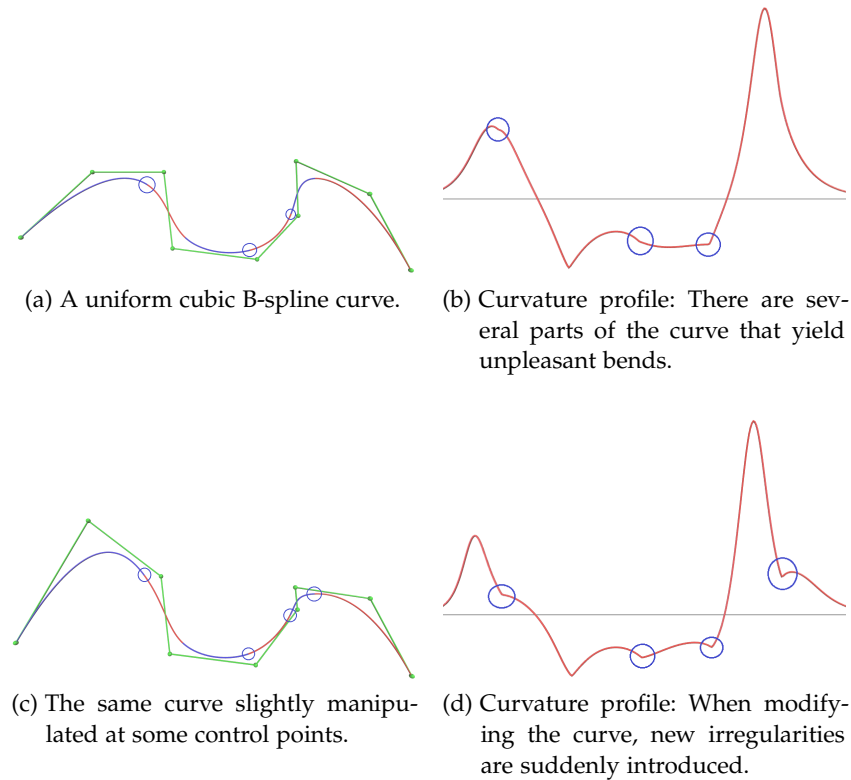 (a) A uniform cubic B-spline curve.
(b) Curvature profile: There are sev-
eral parts of the curve that yield
unpleasant bends.
(c) The same curve slightly manipu-
lated at some control points.
(d) Curvature profile: When modify-
ing the curve, new irregularities
are suddenly introduced.